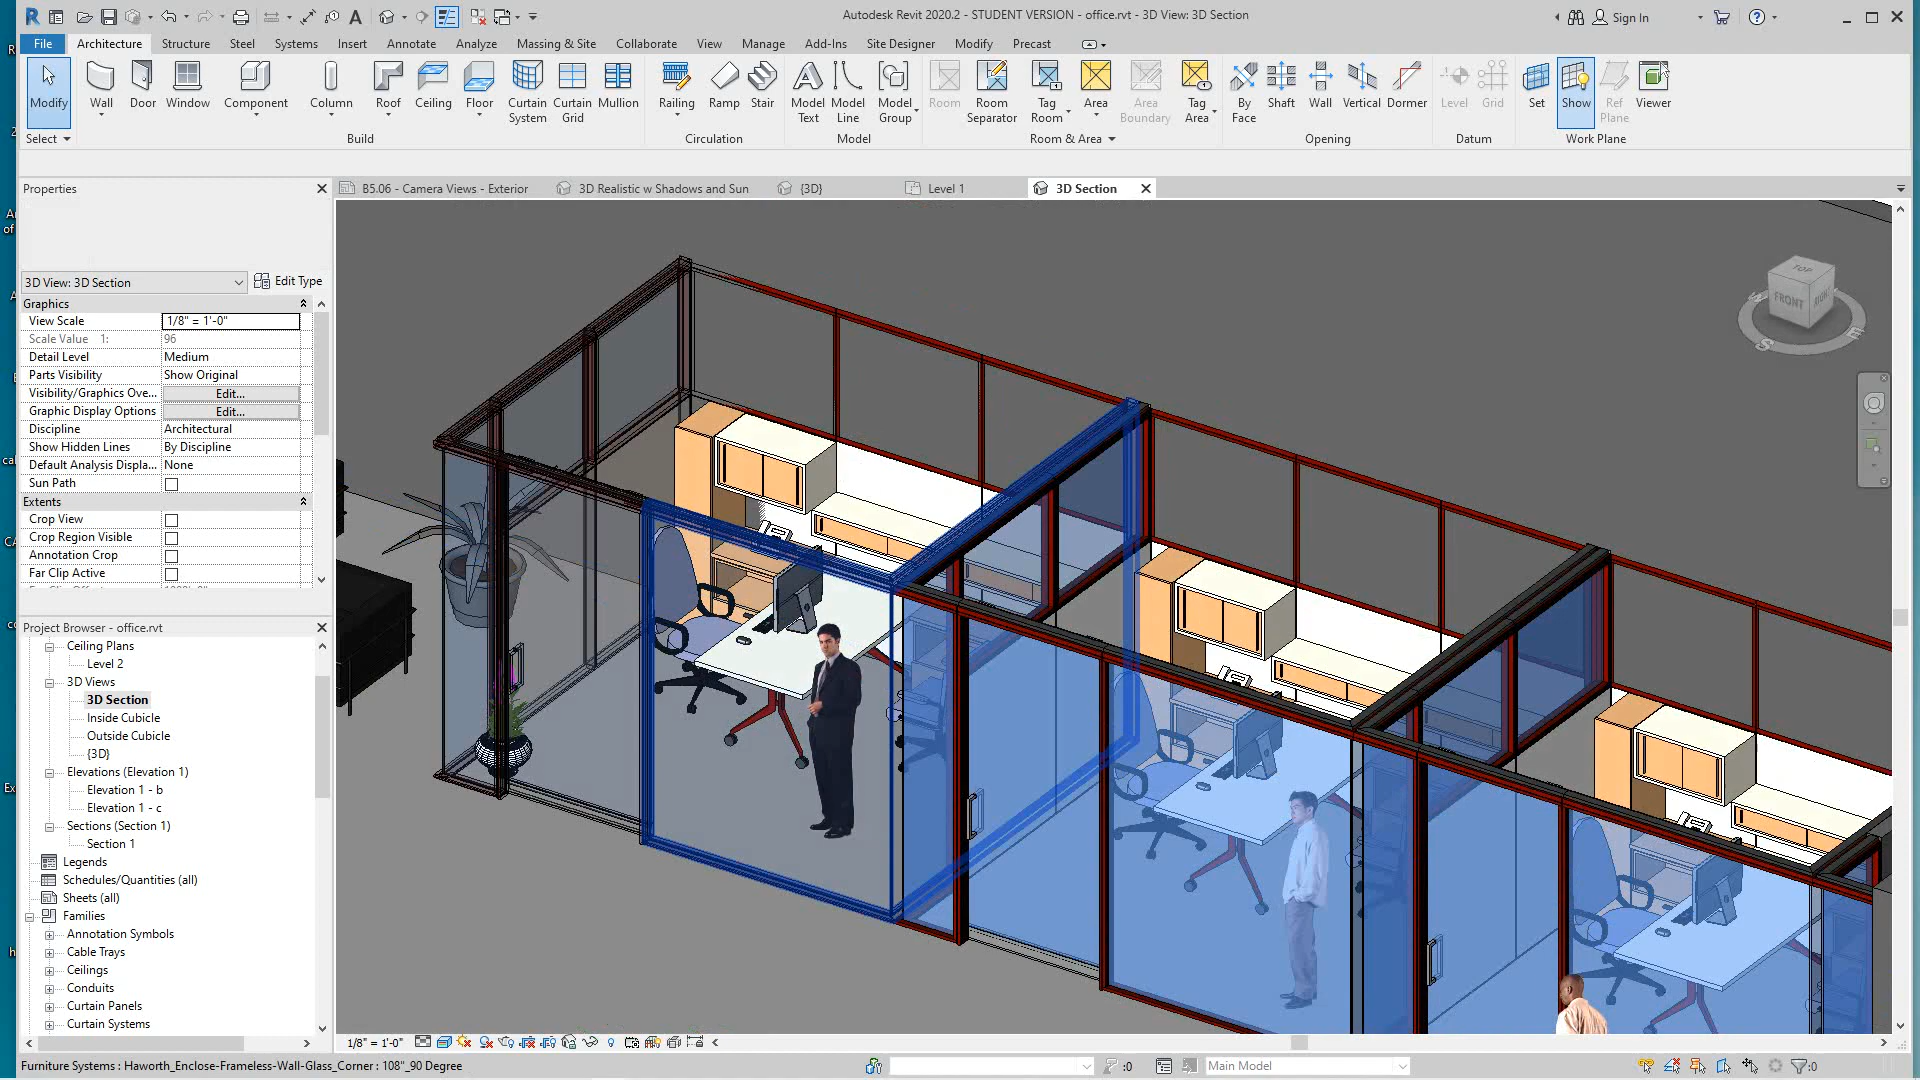 Autodesk Revit 2020.2 - STUDENT VERSION - office.rvt - 3D View: 3D Section
Sign In
File Architecture Structure Steel Systems Insert Annotate Analyze Massing & Site Collaborate View Manage Add-Ins Site Designer Modify Precast
Modify Wall Door Window Component Column Roof Ceiling Floor Curtain System Curtain Grid Mullion Railing Ramp Stair Model Text Model Line Model Group Room Room Separator Tag Room Area Area Boundary Tag Area By Face Shaft Wall Vertical Dormer Level Grid Set Show Ref Plane Viewer
Select Build Circulation Model Room & Area Opening Datum Work Plane
Properties
B5.06 - Camera Views - Exterior
3D Realistic w Shadows and Sun
{3D}
Level 1
3D Section
3D View: 3D Section
Edit Type
Graphics
View Scale 1/8" = 1'-0"
Scale Value 1: 96
Detail Level Medium
Parts Visibility Show Original
Visibility/Graphics Ove... Edit...
Graphic Display Options Edit...
Discipline Architectural
Show Hidden Lines By Discipline
Default Analysis Displa... None
Sun Path
Extents
Crop View
Crop Region Visible
Annotation Crop
Far Clip Active
Project Browser - office.rvt
Ceiling Plans
Level 2
3D Views
3D Section
Inside Cubicle
Outside Cubicle
{3D}
Elevations (Elevation 1)
Elevation 1 - b
Elevation 1 - c
Sections (Section 1)
Section 1
Legends
Schedules/Quantities (all)
Sheets (all)
Families
Annotation Symbols
Cable Trays
Ceilings
Conduits
Curtain Panels
Curtain Systems
TOP
FRONT
RIGHT
S
1/8" = 1'-0"
Furniture Systems : Haworth_Enclose-Frameless-Wall-Glass_Corner : 108"_90 Degree
:0
Main Model
:0